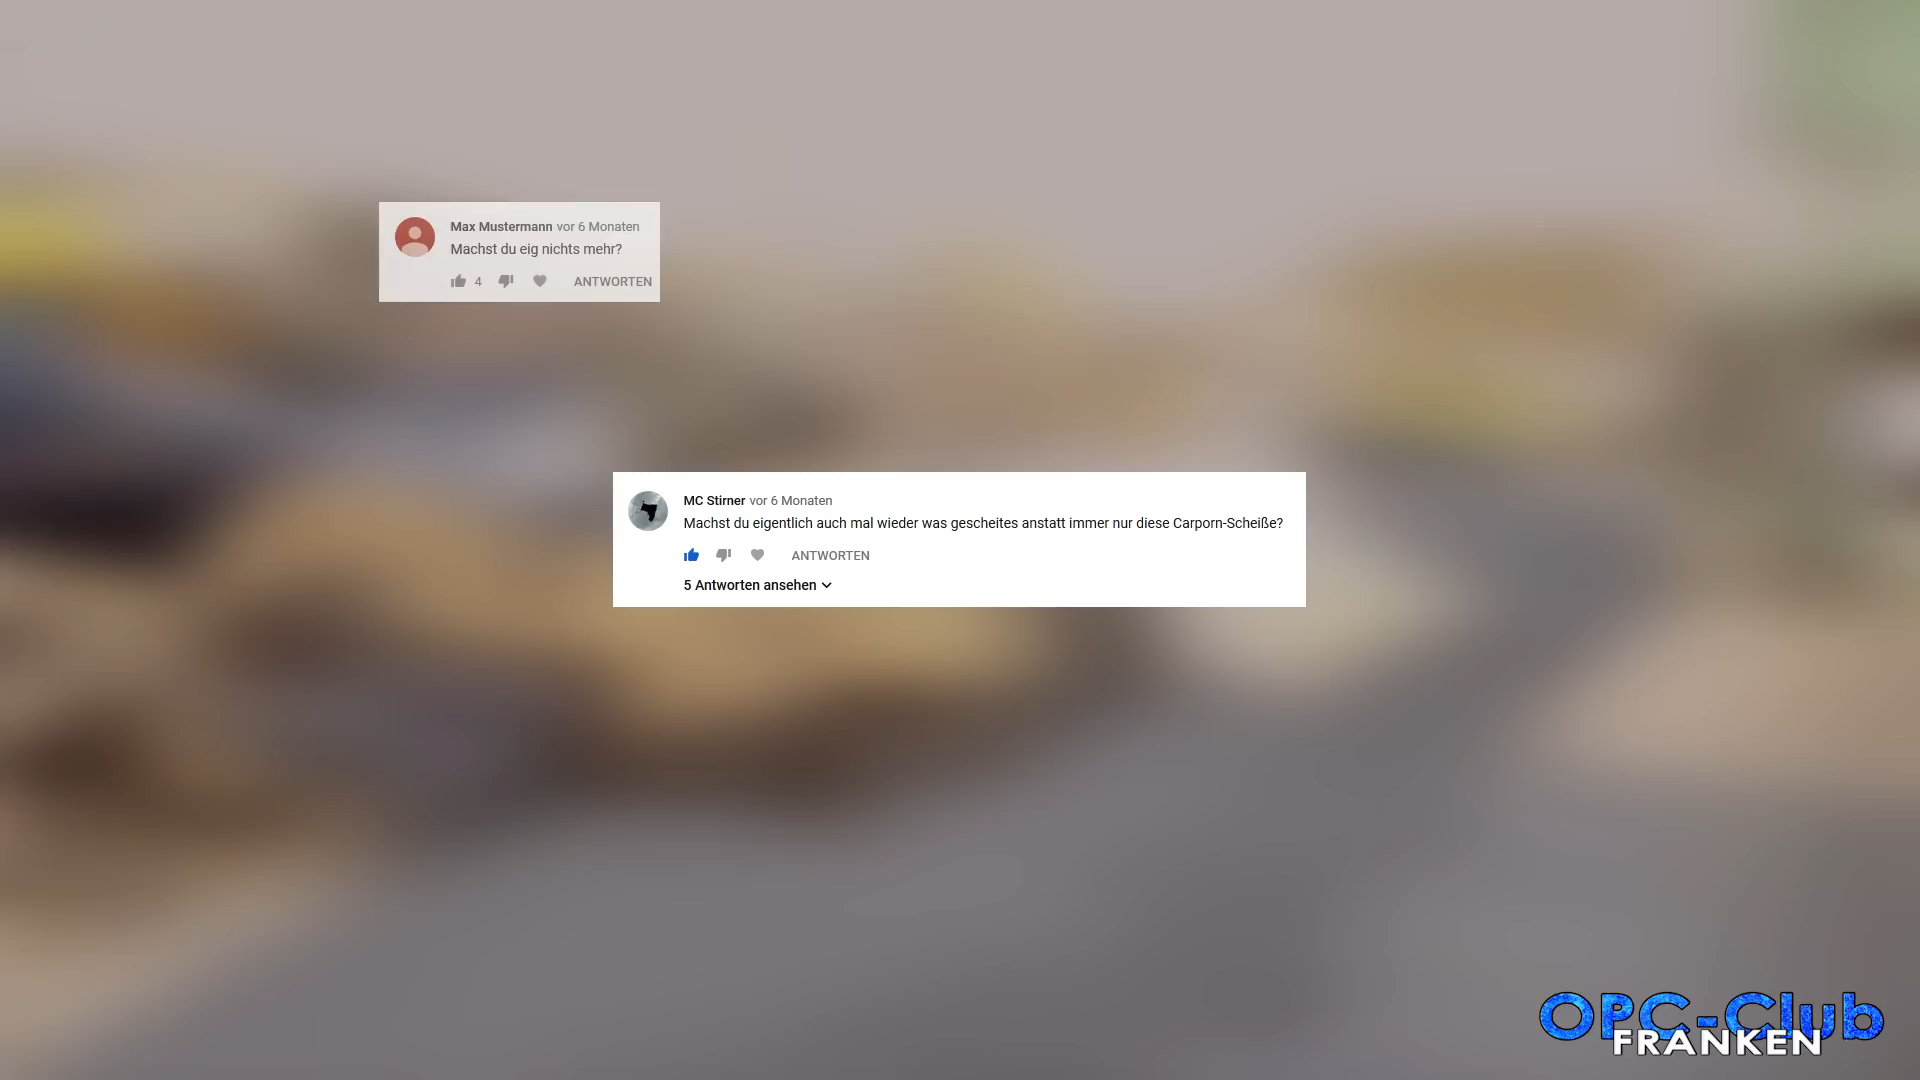 Max Mustermann vor 6 Monaten
Machst du eig nichts mehr?
4 ANTWORTEN
MC Stirner vor 6 Monaten
Machst du eigentlich auch mal wieder was gescheites anstatt immer nur diese Carporn-Scheiße?
ANTWORTEN
5 Antworten ansehen
OPC-Club
FRANKEN